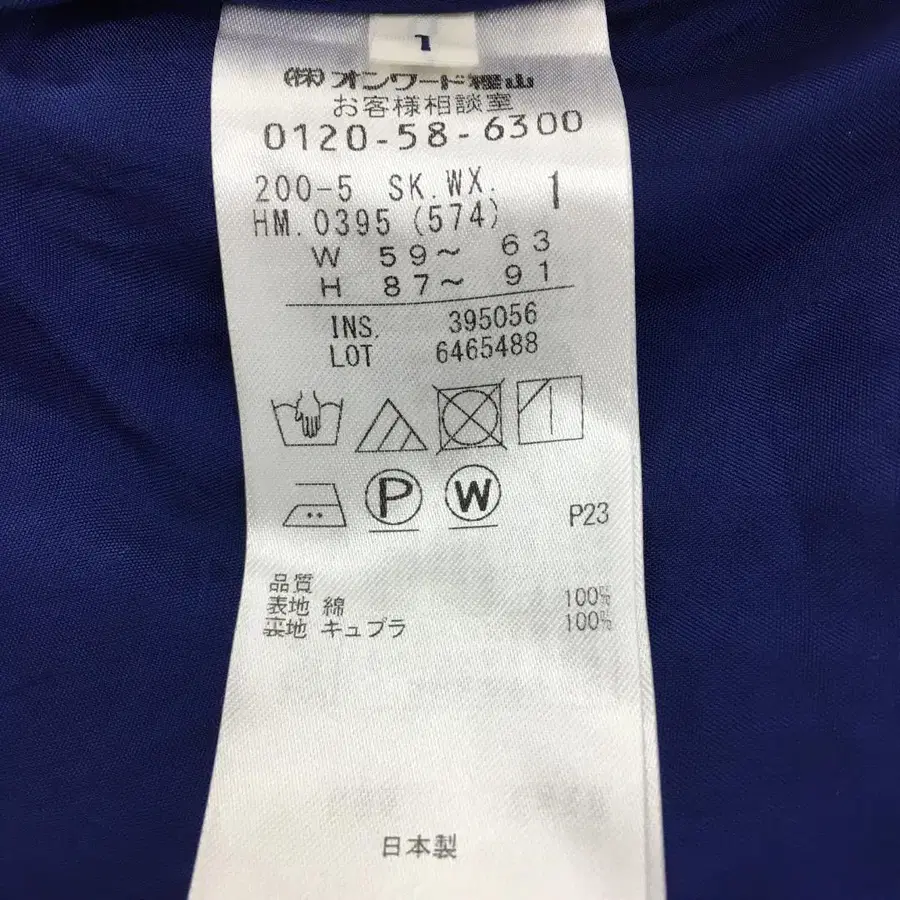 1
(株)オンワード樫山
お客様相談室
0120-58-6300
200-5 SK.WX. 1
HM.0395(574)
W 59～ 63
H 87～ 91
INS. 395056
LOT 6465488
P W P23
品質
表地 綿 100%
裏地 キュプラ 100%
日本製